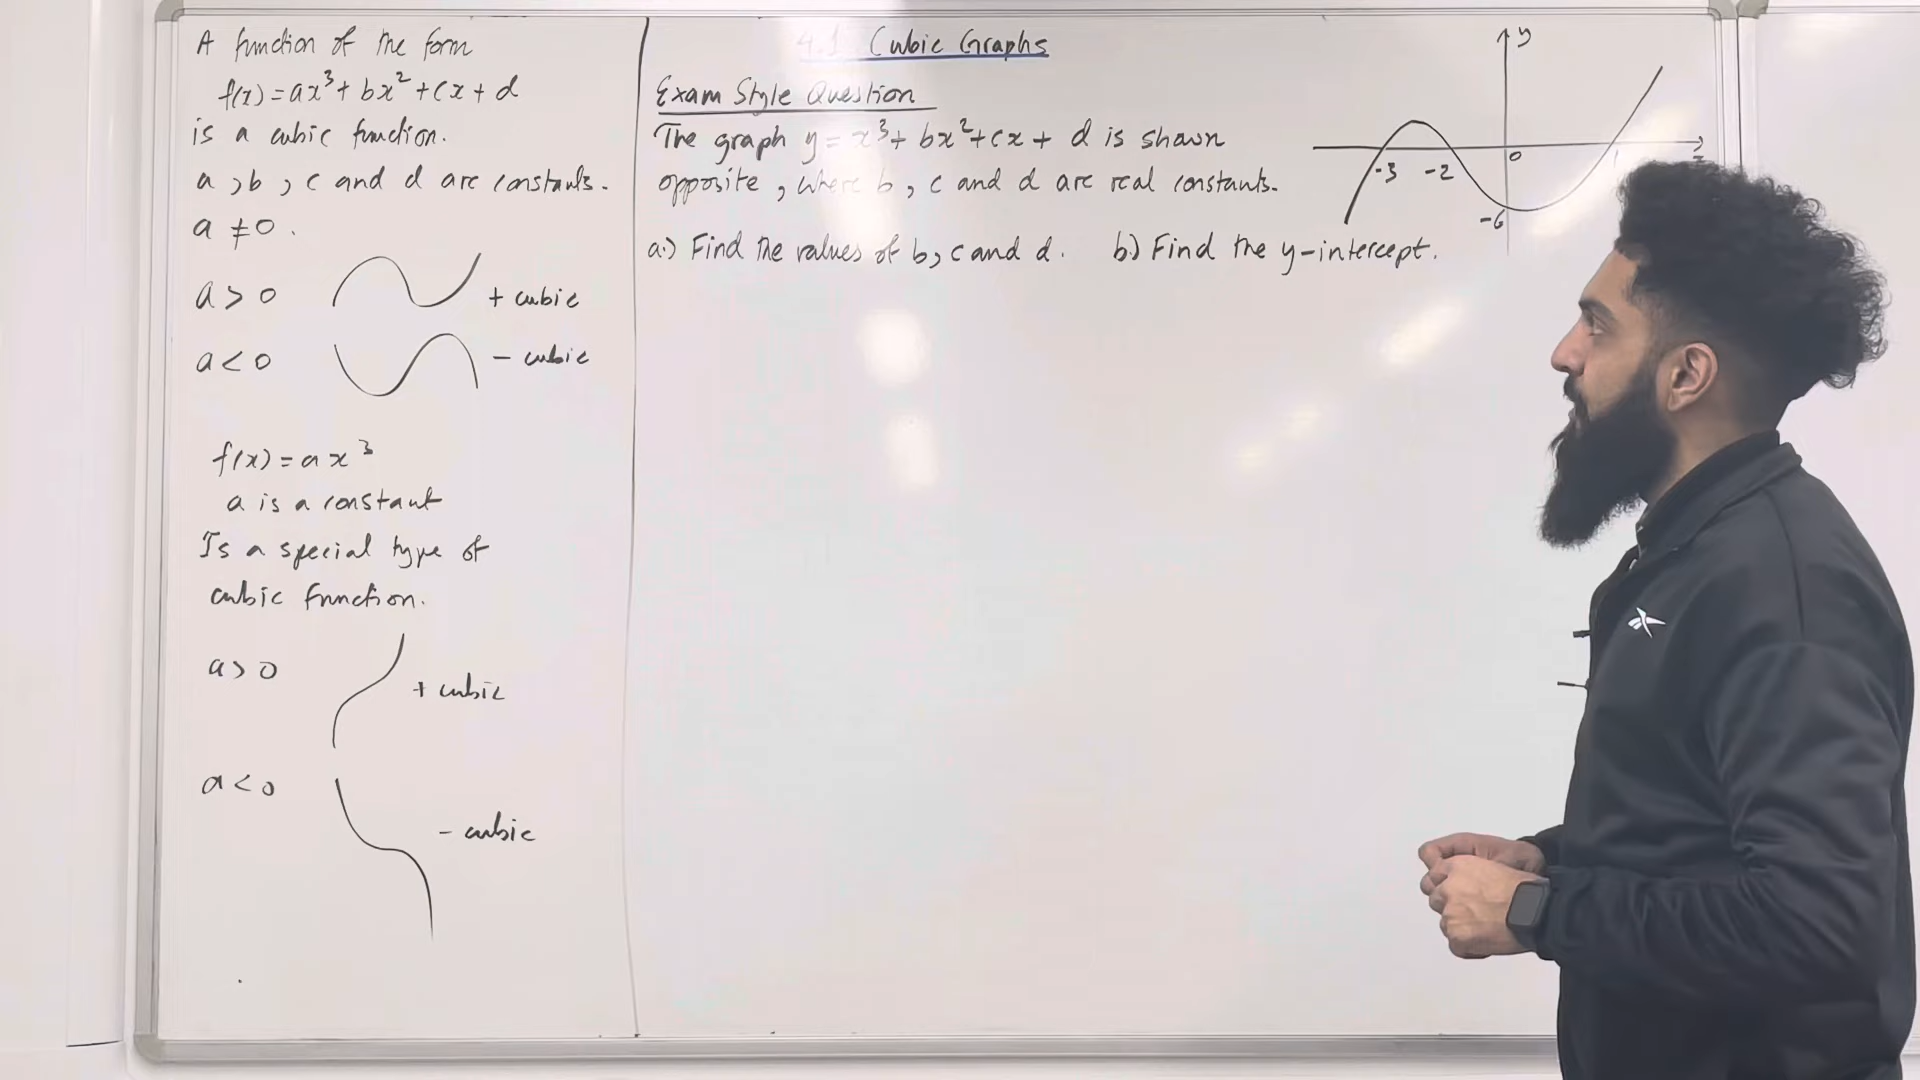 A function of the form
f(x) = ax³ + bx² + cx + d
is a cubic function.
a, b, c and d are constants.
a ≠ 0.
a > 0
+ cubic
a < 0
- cubic
f(x) = ax³
a is a constant
Is a special type of
cubic function.
a > 0
+ cubic
a < 0
- cubic
4.1 Cubic Graphs
Exam Style Question
The graph y = x³ + bx² + cx + d is shown
opposite, where b, c and d are real constants.
a.) Find the values of b, c and d. b.) Find the y-intercept.
y
x
-3 -2 0 1
-6